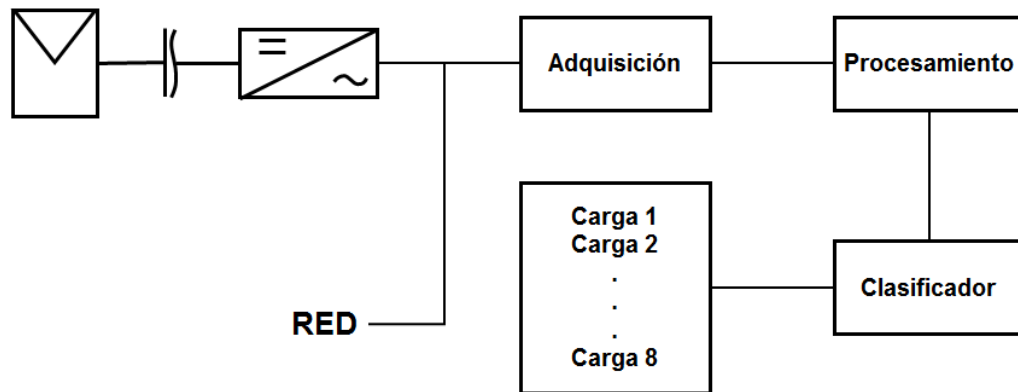 Adquisición
Procesamiento
Carga 1
Carga 2
.
.
.
Carga 8
Clasificador
RED